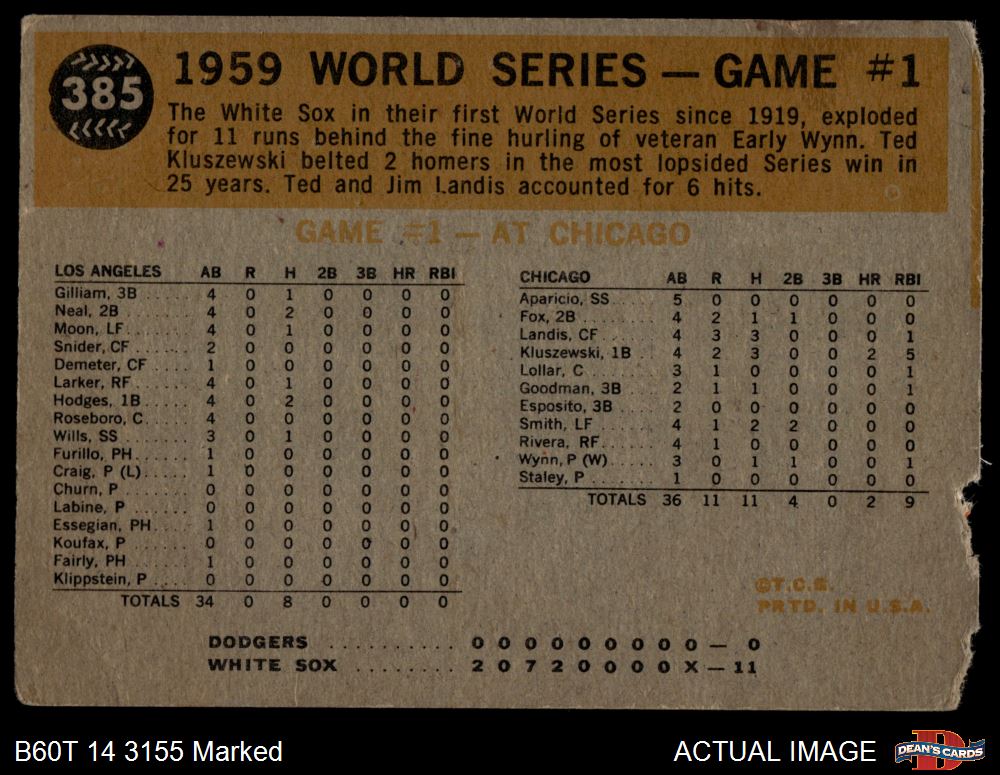 385
1959 WORLD SERIES — GAME #1
The White Sox in their first World Series since 1919, exploded
for 11 runs behind the fine hurling of veteran Early Wynn. Ted
Kluszewski belted 2 homers in the most lopsided Series win in
25 years. Ted and Jim Landis accounted for 6 hits.
GAME #1 — AT CHICAGO
LOS ANGELES AB R H 2B 3B HR RBI
Gilliam, 3B ..... 4 0 1 0 0 0 0
Neal, 2B ..... 4 0 2 0 0 0 0
Moon, LF ..... 4 0 1 0 0 0 0
Snider, CF ...... 2 0 0 0 0 0 0
Demeter, CF ... 1 0 0 0 0 0 0
Larker, RF ..... 4 0 1 0 0 0 0
Hodges, 1B ..... 4 0 2 0 0 0 0
Roseboro, C .... 4 0 0 0 0 0 0
Wills, SS ...... 3 0 1 0 0 0 0
Furillo, PH ..... 1 0 0 0 0 0 0
Craig, P (L) .... 1 0 0 0 0 0 0
Churn, P ..... 0 0 0 0 0 0 0
Labine, P ..... 0 0 0 0 0 0 0
Essegian, PH .... 1 0 0 0 0 0 0
Koufax, P ..... 0 0 0 0 0 0 0
Fairly, PH ..... 1 0 0 0 0 0 0
Klippstein, P .... 0 0 0 0 0 0 0
TOTALS 34 0 8 0 0 0 0
CHICAGO AB R H 2B 3B HR RBI
Aparicio, SS ..... 5 0 0 0 0 0 0
Fox, 2B ..... 4 2 1 1 0 0 0
Landis, CF ..... 4 3 3 0 0 0 1
Kluszewski, 1B ... 4 2 3 0 0 2 5
Lollar, C ..... 3 1 0 0 0 0 1
Goodman, 3B .... 2 1 1 0 0 0 1
Esposito, 3B .... 2 0 0 0 0 0 0
Smith, LF ..... 4 1 2 2 0 0 0
Rivera, RF ..... 4 1 0 0 0 0 0
Wynn, P (W) ..... 3 0 1 1 0 0 1
Staley, P ..... 1 0 0 0 0 0 0
TOTALS 36 11 11 4 0 2 9
©T.C.G.
PRTD. IN U.S.A.
DODGERS .......... 0 0 0 0 0 0 0 0 0 — 0
WHITE SOX ......... 2 0 7 2 0 0 0 0 X — 11
B60T 14 3155 Marked
ACTUAL IMAGE
D
DEAN'S CARDS